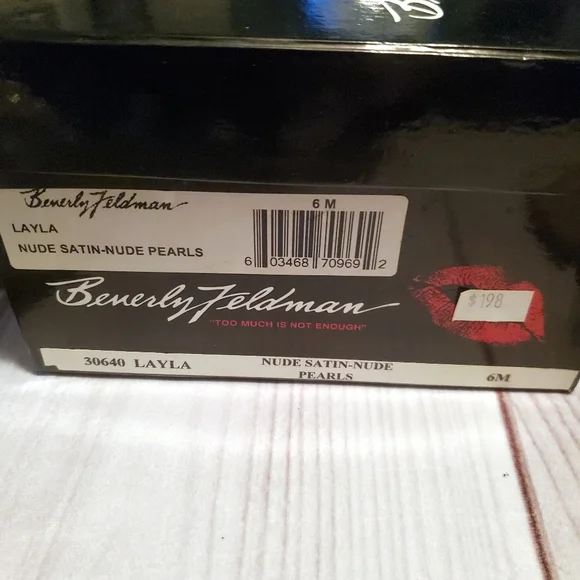 Beverly Feldman
6 M
LAYLA
NUDE SATIN-NUDE PEARLS
6 03468 70969 2
Beverly Feldman
"TOO MUCH IS NOT ENOUGH"
$198
30640 LAYLA
NUDE SATIN-NUDE
PEARLS
6M